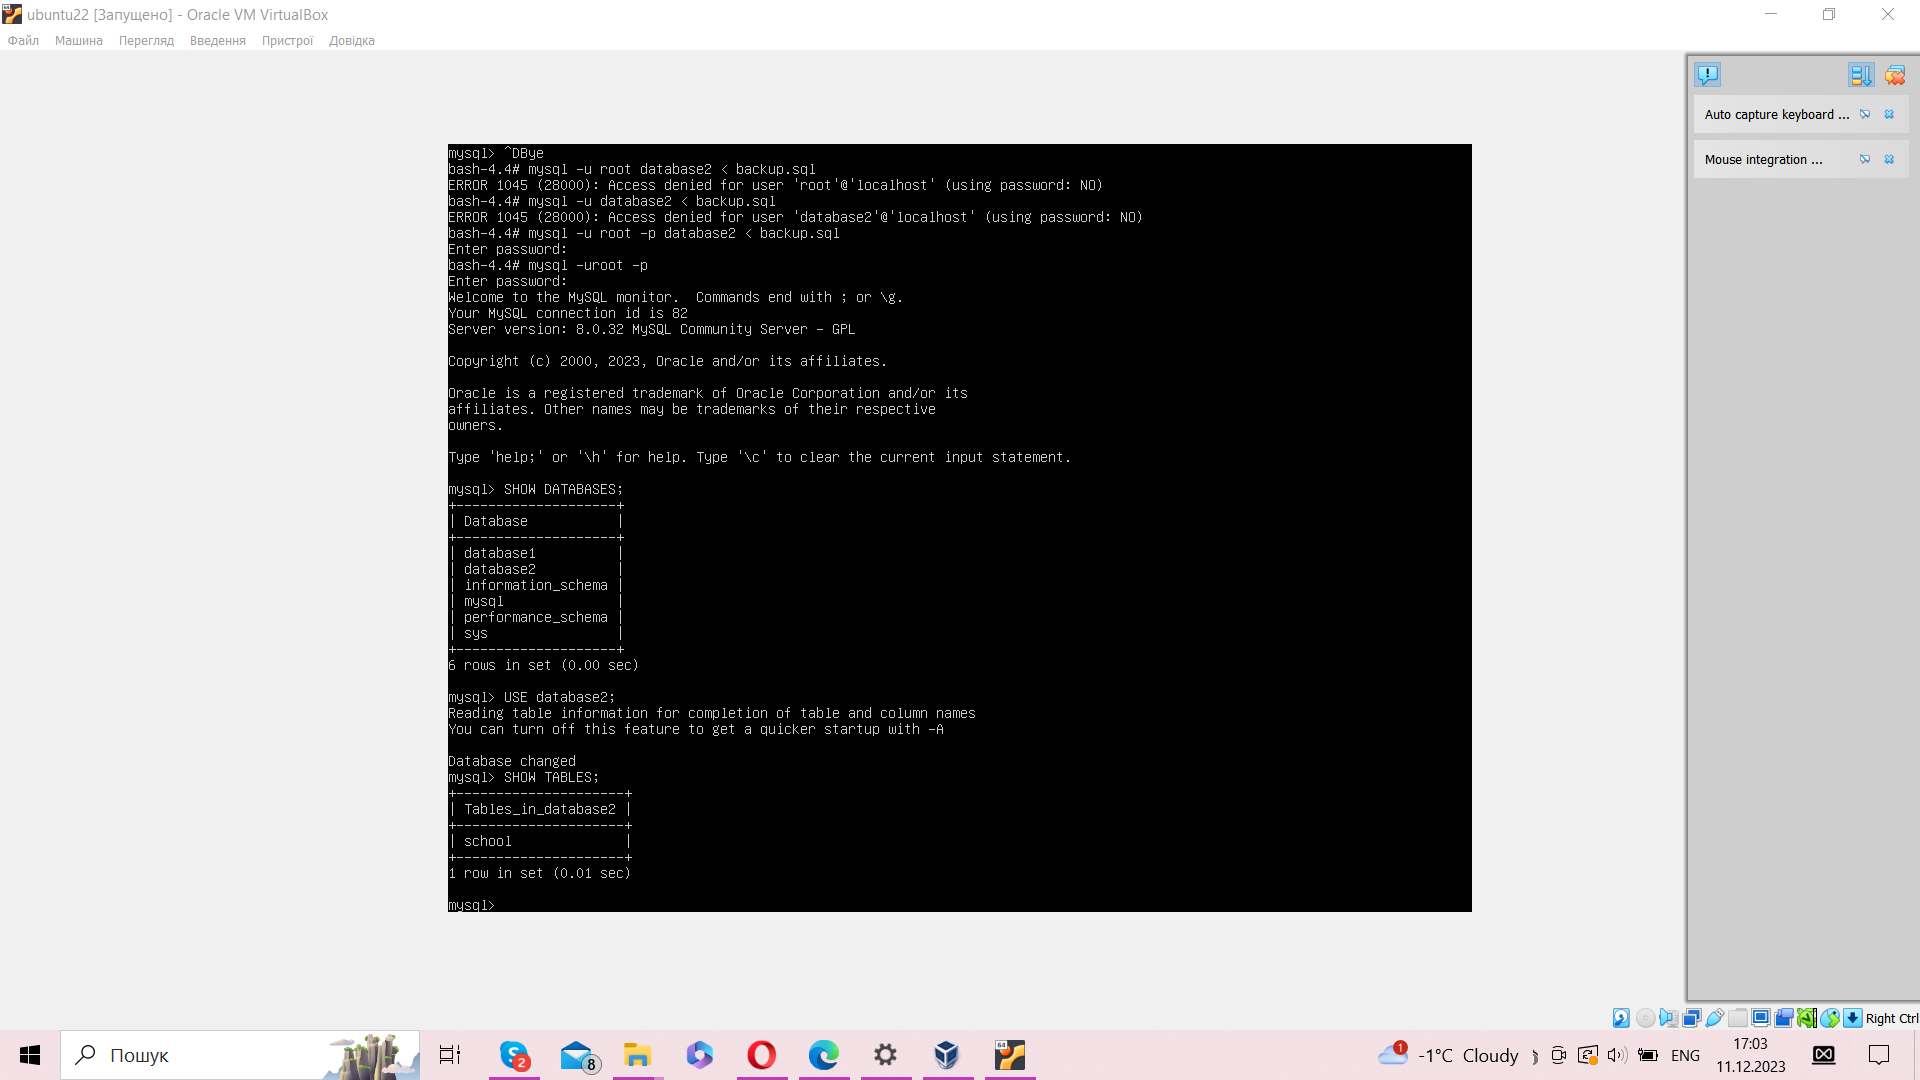 ubuntu22 [Запущено] - Oracle VM VirtualBox
Файл Машина Перегляд Введення Пристрої Довідка
Auto capture keyboard ...
Mouse integration ...
mysql> ^DBye
bash-4.4# mysql -u root database2 < backup.sql
ERROR 1045 (28000): Access denied for user 'root'@'localhost' (using password: NO)
bash-4.4# mysql -u database2 < backup.sql
ERROR 1045 (28000): Access denied for user 'database2'@'localhost' (using password: NO)
bash-4.4# mysql -u root -p database2 < backup.sql
Enter password:
bash-4.4# mysql -uroot -p
Enter password:
Welcome to the MySQL monitor.  Commands end with ; or \g.
Your MySQL connection id is 82
Server version: 8.0.32 MySQL Community Server - GPL
Copyright (c) 2000, 2023, Oracle and/or its affiliates.
Oracle is a registered trademark of Oracle Corporation and/or its
affiliates. Other names may be trademarks of their respective
owners.
Type 'help;' or '\h' for help. Type '\c' to clear the current input statement.
mysql> SHOW DATABASES;
+--------------------+
| Database           |
+--------------------+
| database1          |
| database2          |
| information_schema |
| mysql              |
| performance_schema |
| sys                |
+--------------------+
6 rows in set (0.00 sec)
mysql> USE database2;
Reading table information for completion of table and column names
You can turn off this feature to get a quicker startup with -A
Database changed
mysql> SHOW TABLES;
+---------------------+
| Tables_in_database2 |
+---------------------+
| school              |
+---------------------+
1 row in set (0.01 sec)
mysql>
Right Ctrl
Пошук
2
8
64
1
-1°C Cloudy
ENG
17:03
11.12.2023